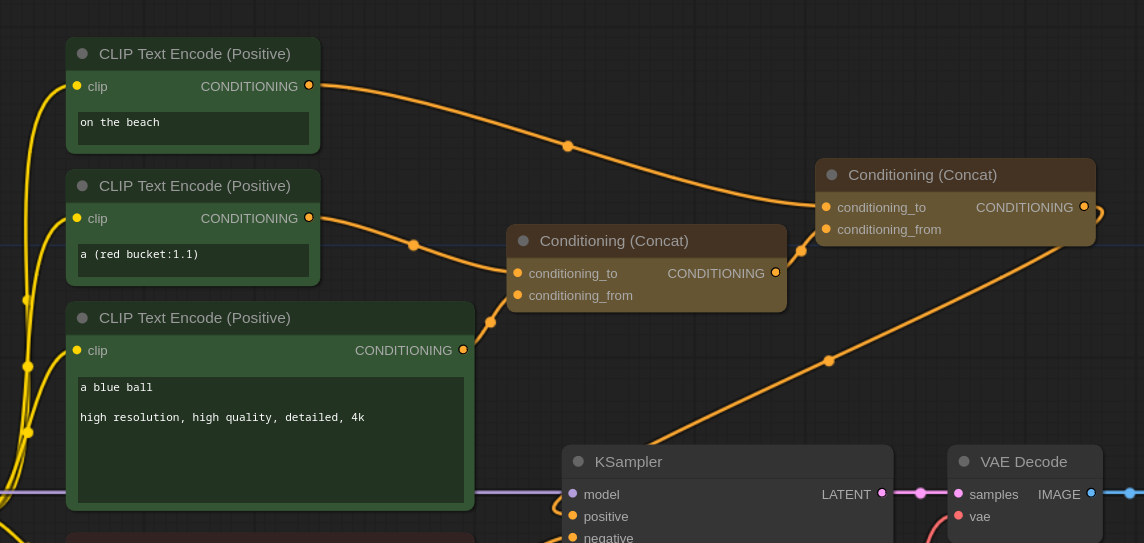 CLIP Text Encode (Positive)
clip CONDITIONING
on the beach
CLIP Text Encode (Positive)
clip CONDITIONING
a (red bucket:1.1)
CLIP Text Encode (Positive)
clip CONDITIONING
a blue ball
high resolution, high quality, detailed, 4k
Conditioning (Concat)
conditioning_to CONDITIONING
conditioning_from
Conditioning (Concat)
conditioning_to CONDITIONING
conditioning_from
KSampler
model LATENT
positive
negative
VAE Decode
samples IMAGE
vae